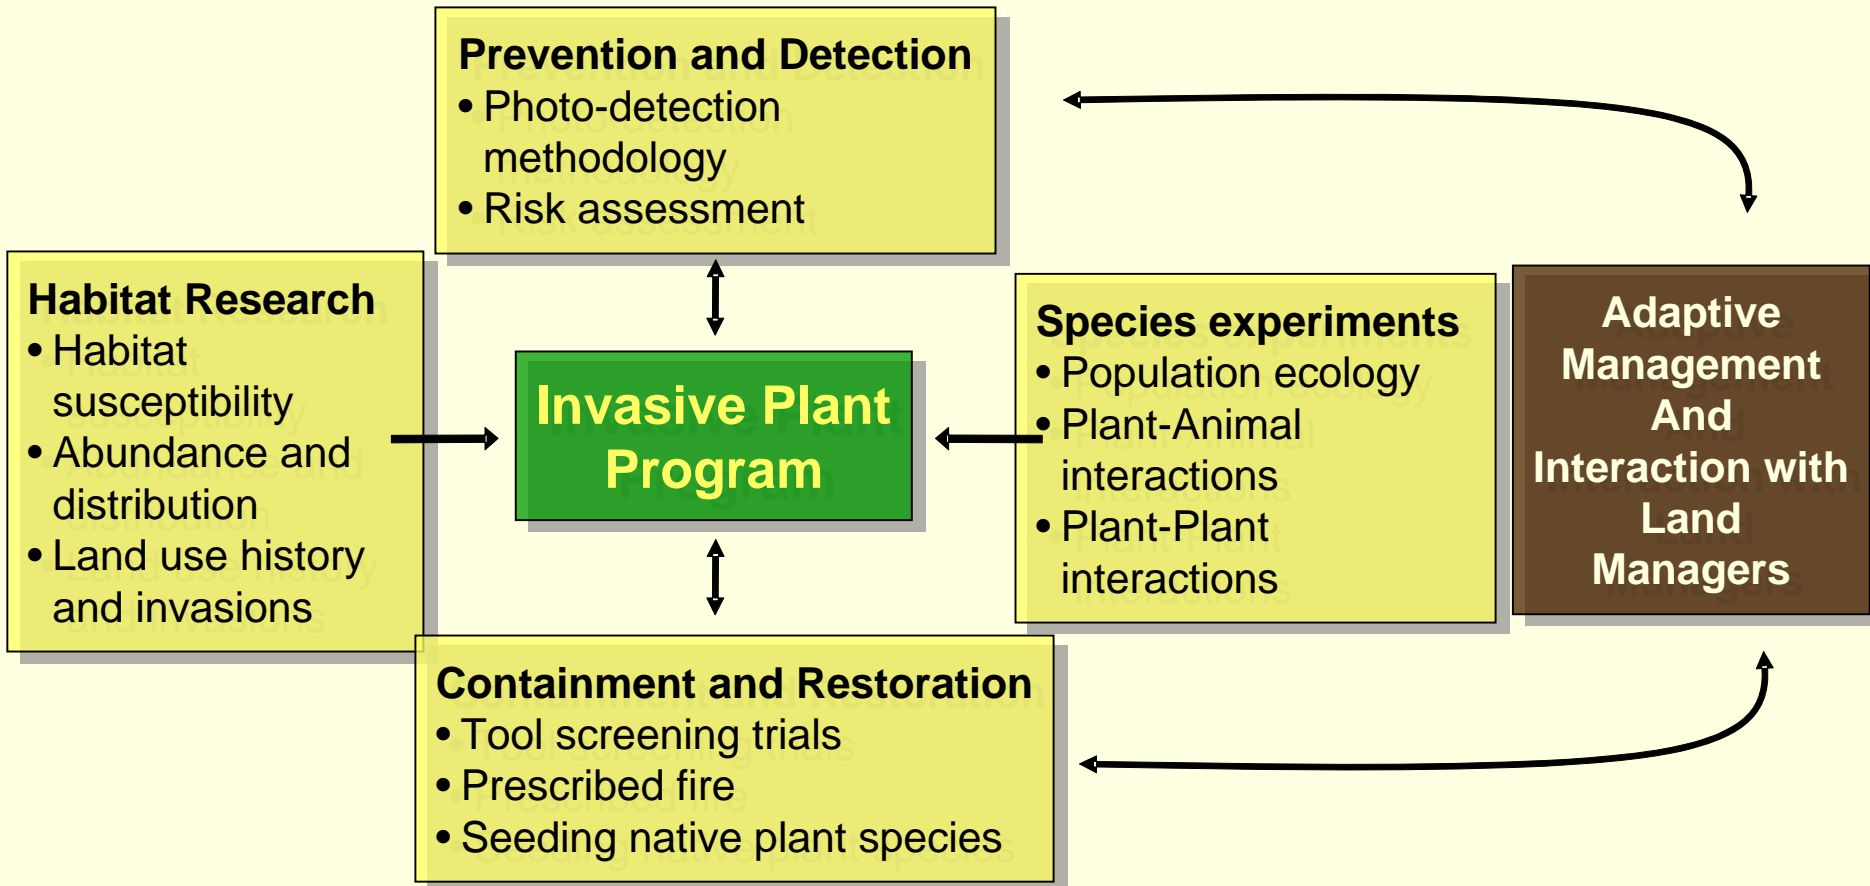 Prevention and Detection
• Photo-detection
methodology
• Risk assessment
Habitat Research
• Habitat
susceptibility
• Abundance and
distribution
• Land use history
and invasions
Invasive Plant
Program
Species experiments
• Population ecology
• Plant-Animal
interactions
• Plant-Plant
interactions
Adaptive
Management
And
Interaction with
Land
Managers
Containment and Restoration
• Tool screening trials
• Prescribed fire
• Seeding native plant species